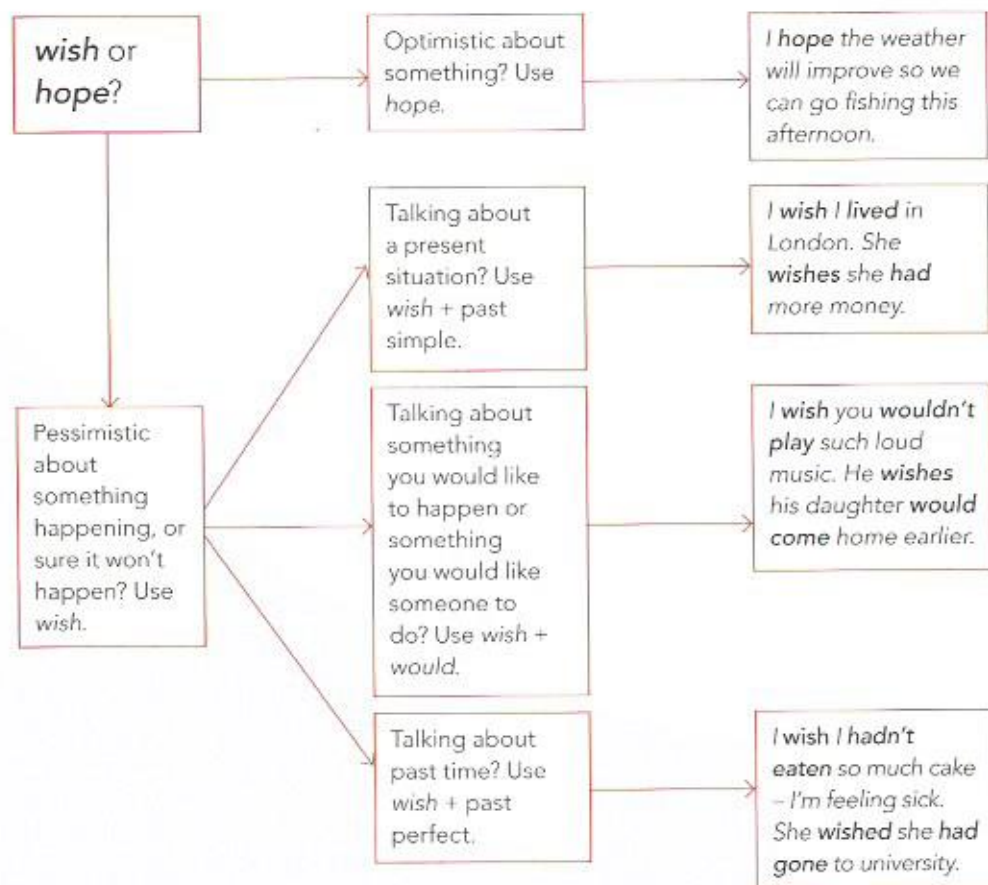 wish or
hope?
Optimistic about
something? Use
hope.
I hope the weather
will improve so we
can go fishing this
afternoon.
Talking about
a present
situation? Use
wish + past
simple.
I wish I lived in
London. She
wishes she had
more money.
Pessimistic
about
something
happening, or
sure it won't
happen? Use
wish.
Talking about
something
you would like
to happen or
something
you would like
someone to
do? Use wish +
would.
I wish you wouldn't
play such loud
music. He wishes
his daughter would
come home earlier.
Talking about
past time? Use
wish + past
perfect.
I wish I hadn't
eaten so much cake
– I'm feeling sick.
She wished she had
gone to university.